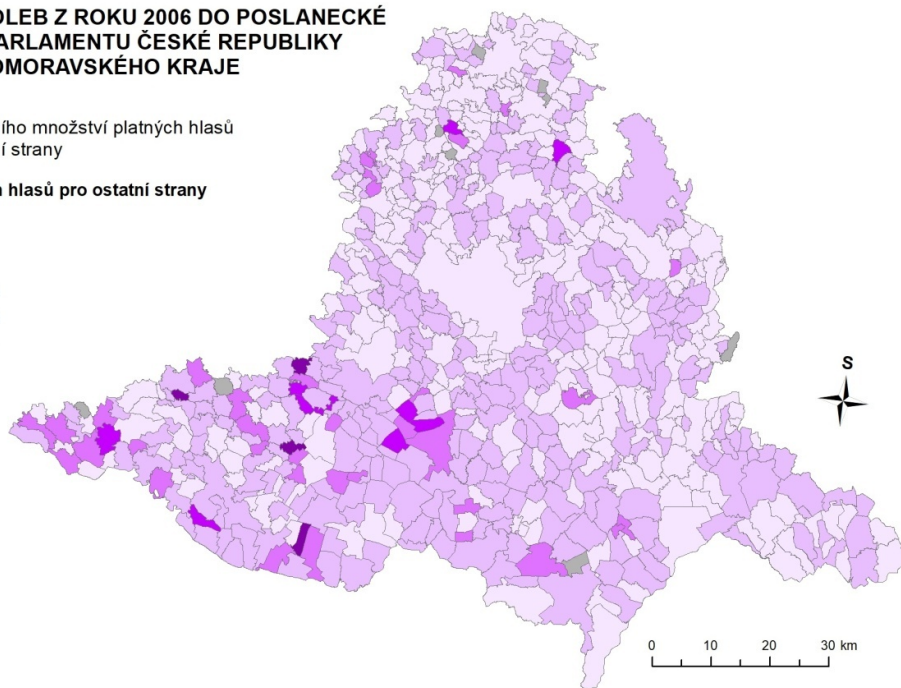 OLEB Z ROKU 2006 DO POSLANECKÉ
ARLAMENTU ČESKÉ REPUBLIKY
OMORAVSKÉHO KRAJE
ího množství platných hlasů
í strany
hlasů pro ostatní strany
S
0 10 20 30 km